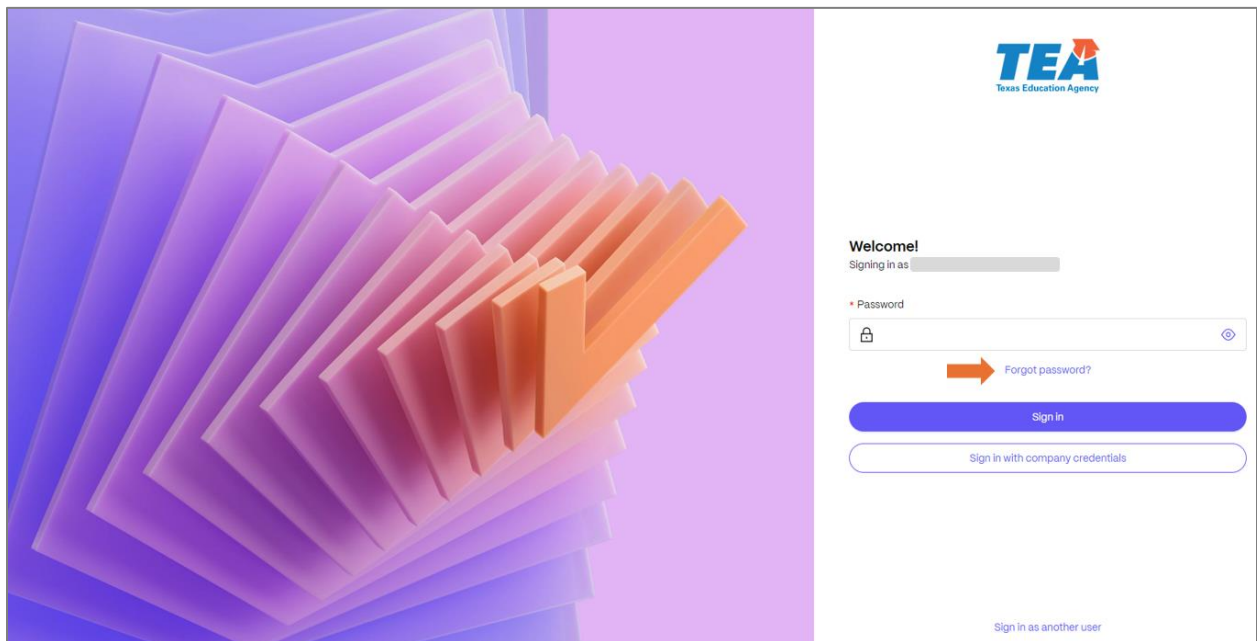 TEA
Texas Education Agency
Welcome!
Signing in as
* Password
Forgot password?
Sign in
Sign in with company credentials
Sign in as another user